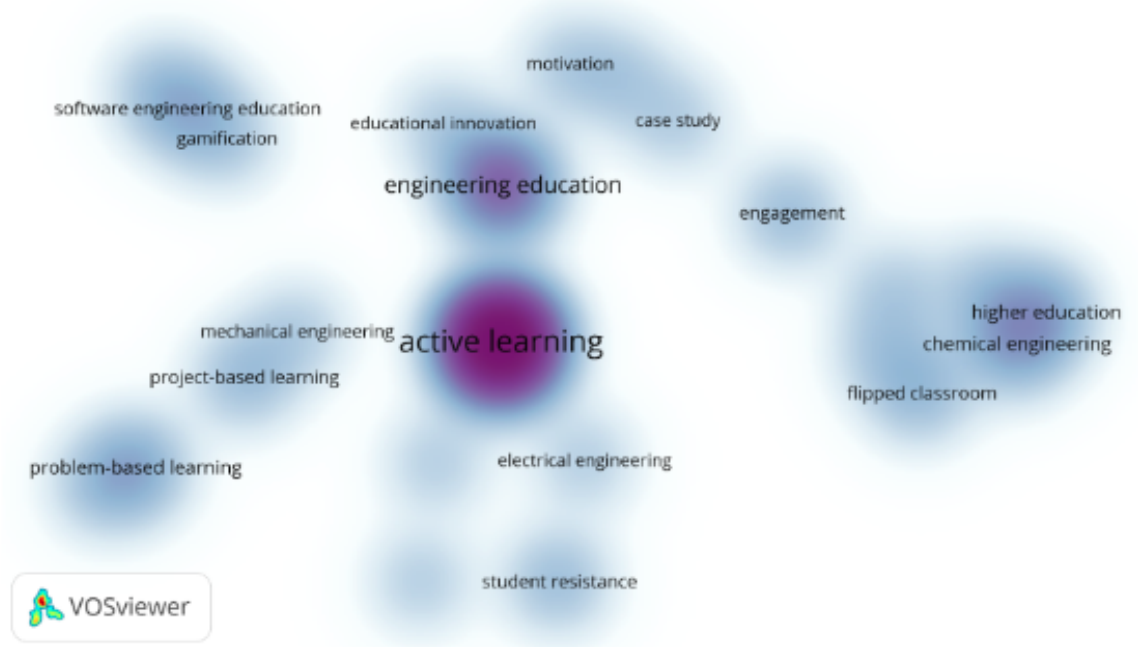 motivation
software engineering education
educational innovation
case study
gamification
engineering education
engagement
higher education
mechanical engineering
active learning
chemical engineering
project-based learning
flipped classroom
problem-based learning
electrical engineering
student resistance
VOSviewer